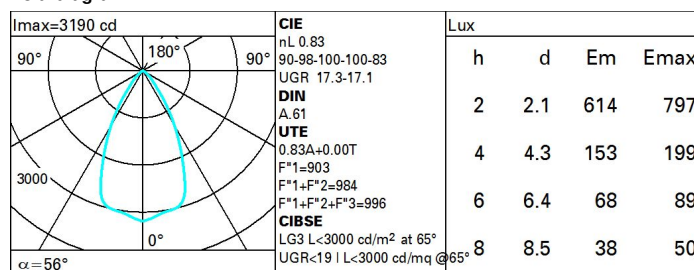 Imax=3190 cd
90°
180°
90°
3000
0°
α=56°
CIE
nL 0.83
90-98-100-100-83
UGR 17.3-17.1
DIN
A.61
UTE
0.83A+0.00T
F"1=903
F"1+F"2=984
F"1+F"2+F"3=996
CIBSE
LG3 L<3000 cd/m² at 65°
UGR<19 | L<3000 cd/mq @65°
Lux
h d Em Emax
2 2.1 614 797
4 4.3 153 199
6 6.4 68 89
8 8.5 38 50